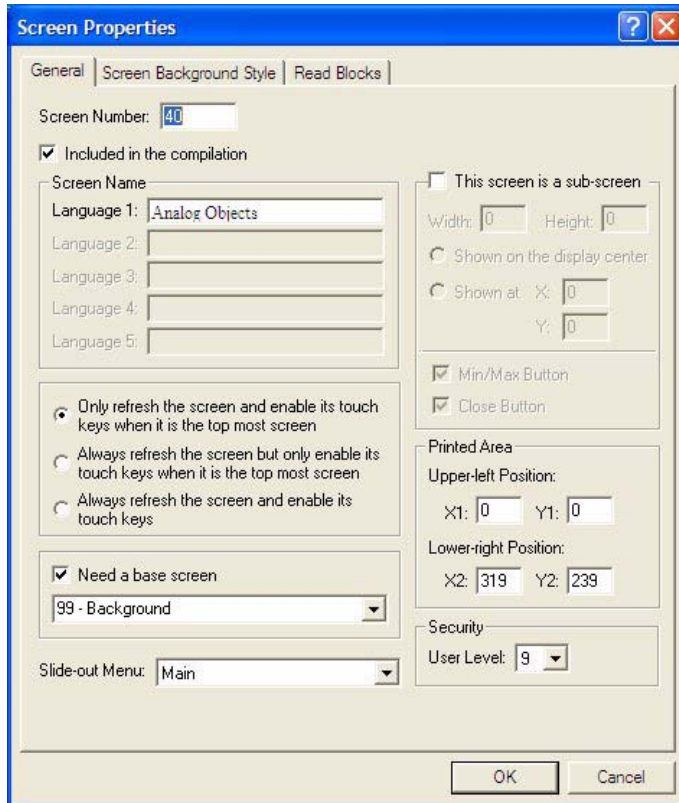 Screen Properties
General
Screen Background Style
Read Blocks
Screen Number: 40
Included in the compilation
Screen Name
Language 1: Analog Objects
Language 2:
Language 3:
Language 4:
Language 5:
Only refresh the screen and enable its touch
keys when it is the top most screen
Always refresh the screen but only enable its
touch keys when it is the top most screen
Always refresh the screen and enable its
touch keys
Need a base screen
99 - Background
Slide-out Menu: Main
This screen is a sub-screen
Width: 0 Height: 0
Shown on the display center
Shown at X: 0
Y: 0
Min/Max Button
Close Button
Printed Area
Upper-left Position:
X1: 0 Y1: 0
Lower-right Position:
X2: 319 Y2: 239
Security
User Level: 9
OK
Cancel